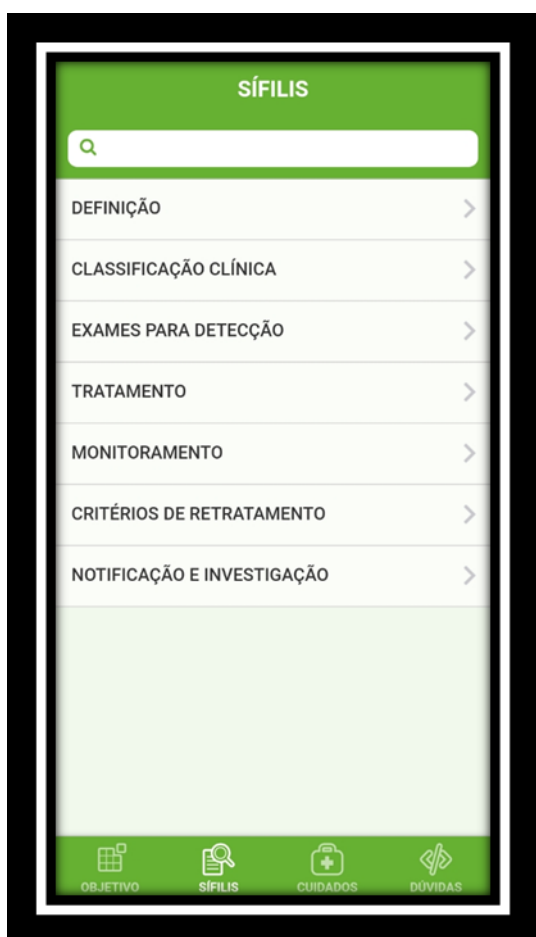 SÍFILIS
DEFINIÇÃO
CLASSIFICAÇÃO CLÍNICA
EXAMES PARA DETECÇÃO
TRATAMENTO
MONITORAMENTO
CRITÉRIOS DE RETRATAMENTO
NOTIFICAÇÃO E INVESTIGAÇÃO
OBJETIVO SÍFILIS CUIDADOS DÚVIDAS